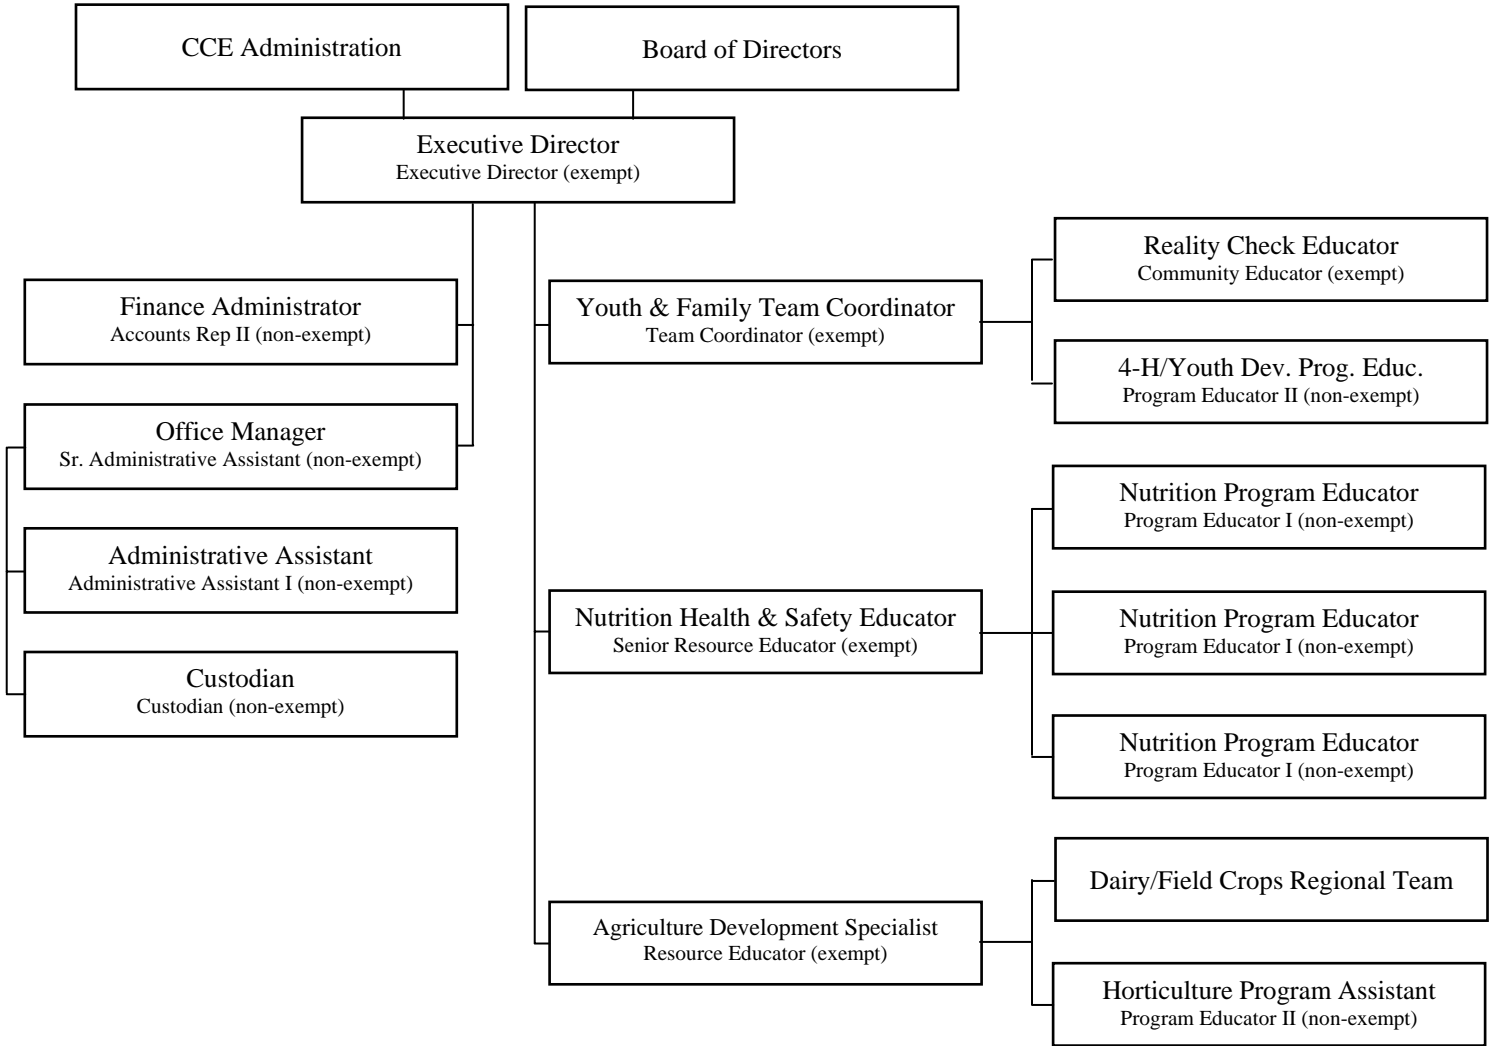 CCE Administration
Board of Directors
Executive Director
Executive Director (exempt)
Finance Administrator
Accounts Rep II (non-exempt)
Office Manager
Sr. Administrative Assistant (non-exempt)
Administrative Assistant
Administrative Assistant I (non-exempt)
Custodian
Custodian (non-exempt)
Youth & Family Team Coordinator
Team Coordinator (exempt)
Reality Check Educator
Community Educator (exempt)
4-H/Youth Dev. Prog. Educ.
Program Educator II (non-exempt)
Nutrition Health & Safety Educator
Senior Resource Educator (exempt)
Nutrition Program Educator
Program Educator I (non-exempt)
Nutrition Program Educator
Program Educator I (non-exempt)
Nutrition Program Educator
Program Educator I (non-exempt)
Agriculture Development Specialist
Resource Educator (exempt)
Dairy/Field Crops Regional Team
Horticulture Program Assistant
Program Educator II (non-exempt)